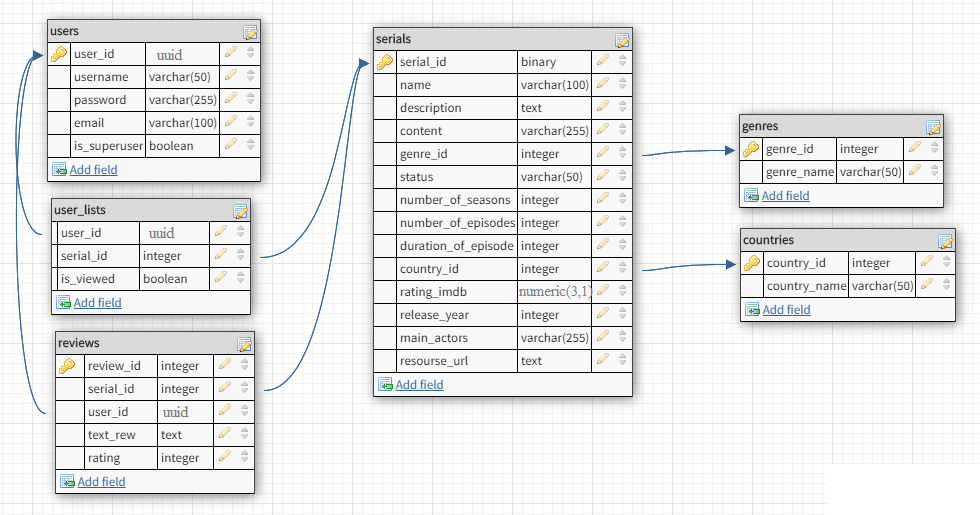 users
user_id uuid
username varchar(50)
password varchar(255)
email varchar(100)
is_superuser boolean
Add field
user_lists
user_id uuid
serial_id integer
is_viewed boolean
Add field
reviews
review_id integer
serial_id integer
user_id uuid
text_rew text
rating integer
Add field
serials
serial_id binary
name varchar(100)
description text
content varchar(255)
genre_id integer
status varchar(50)
number_of_seasons integer
number_of_episodes integer
duration_of_episode integer
country_id integer
rating_imdb numeric(3,1)
release_year integer
main_actors varchar(255)
resourse_url text
Add field
genres
genre_id integer
genre_name varchar(50)
Add field
countries
country_id integer
country_name varchar(50)
Add field